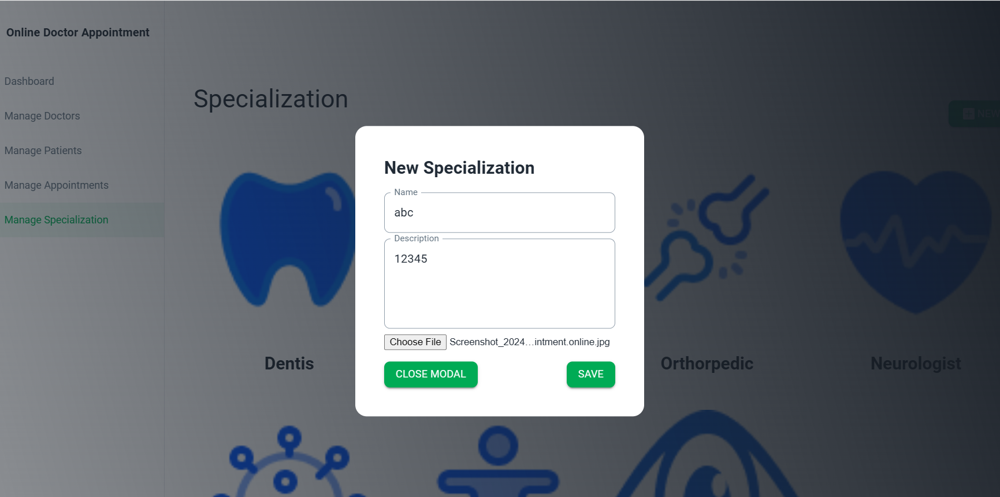 Online Doctor Appointment
Dashboard
Manage Doctors
Manage Patients
Manage Appointments
Manage Specialization
Specialization
NEW
New Specialization
Name
abc
Description
12345
Choose File Screenshot_2024...intment.online.jpg
CLOSE MODAL SAVE
Dentis Orthorpedic Neurologist